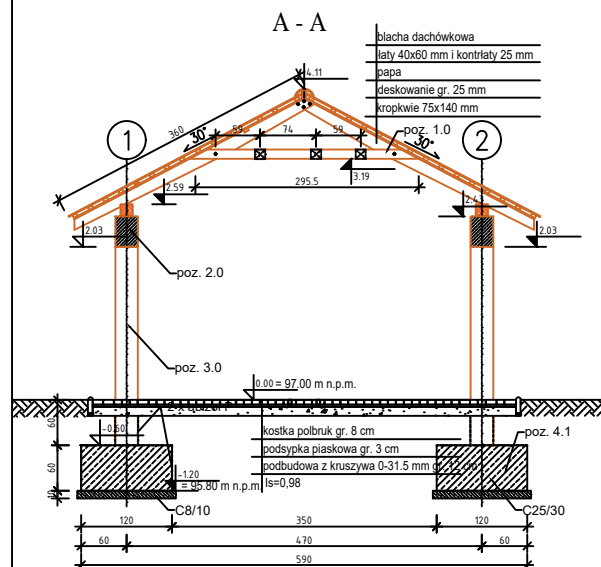 A - A
blacha dachówkowa
łaty 40x60 mm i kontrłaty 25 mm
papa
deskowanie gr. 25 mm
kropkwie 75x140 mm
4.11
360
30°
59
74
59
30°
poz. 1.0
1
2
3.19
2.59
295.5
2.43
2.03
2.03
poz. 2.0
poz. 3.0
0.00 = 97.00 m n.p.m.
60
-0.60
kostka polbruk gr. 8 cm
podsypka piaskowa gr. 3 cm
podbudowa z kruszywa 0-31.5 mm gr. 12 cm
Is=0,98
poz. 4.1
60
-1.20
= 95.80 m n.p.m.
10
C8/10
C25/30
120
350
120
60
470
60
590